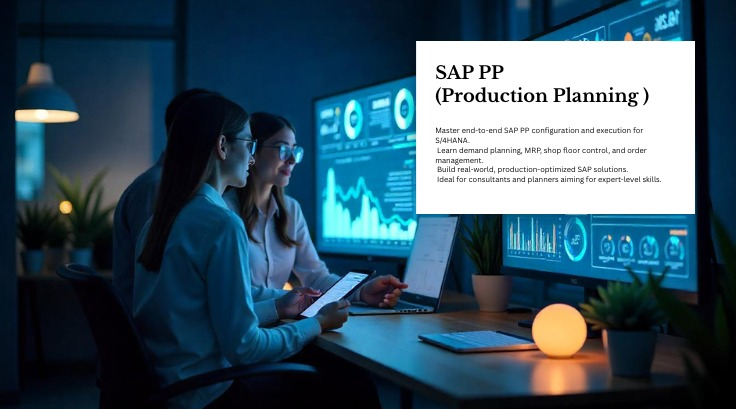 SAP PP
(Production Planning )
Master end-to-end SAP PP configuration and execution for
S/4HANA.
Learn demand planning, MRP, shop floor control, and order
management.
Build real-world, production-optimized SAP solutions.
Ideal for consultants and planners aiming for expert-level skills.